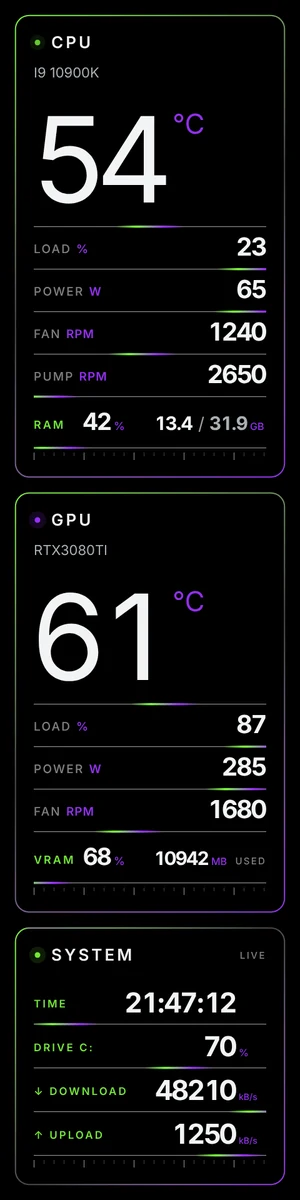 CPU
I9 10900K
54 °C
LOAD % 23
POWER W 65
FAN RPM 1240
PUMP RPM 2650
RAM 42 % 13.4 / 31.9 GB
GPU
RTX3080TI
61 °C
LOAD % 87
POWER W 285
FAN RPM 1680
VRAM 68 % 10942 MB USED
SYSTEM LIVE
TIME 21:47:12
DRIVE C: 70 %
↓ DOWNLOAD 48210 kB/s
↑ UPLOAD 1250 kB/s